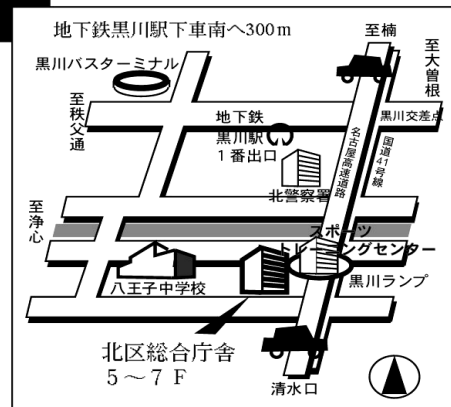 地下鉄黒川駅下車南へ300m
至楠
至大曽根
黒川バスターミナル
至秩父通
地下鉄
黒川駅
1番出口
黒川交差点
名古屋高速道路
国道41号線
北警察署
至浄心
スポーツ
トレーニングセンター
八王子中学校
黒川ランプ
北区総合庁舎
5～7F
清水口